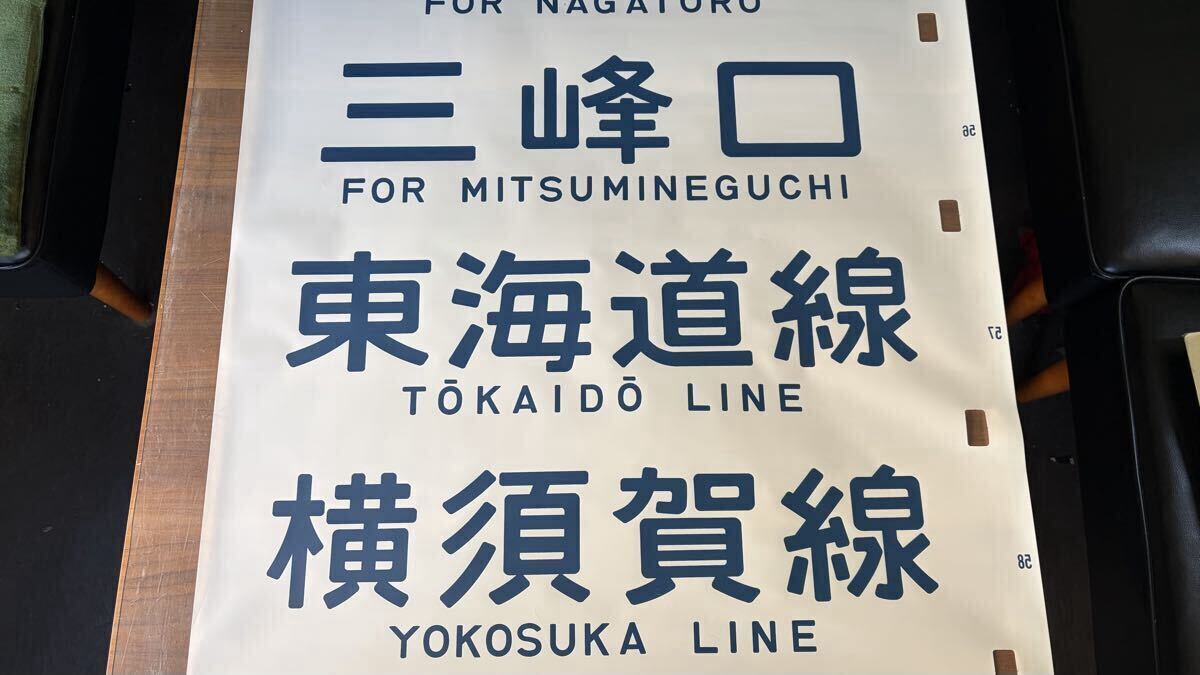 FOR NAGATORO
三峰口
56
FOR MITSUMINEGUCHI
東海道線
57
TŌKAIDŌ LINE
横須賀線
58
YOKOSUKA LINE